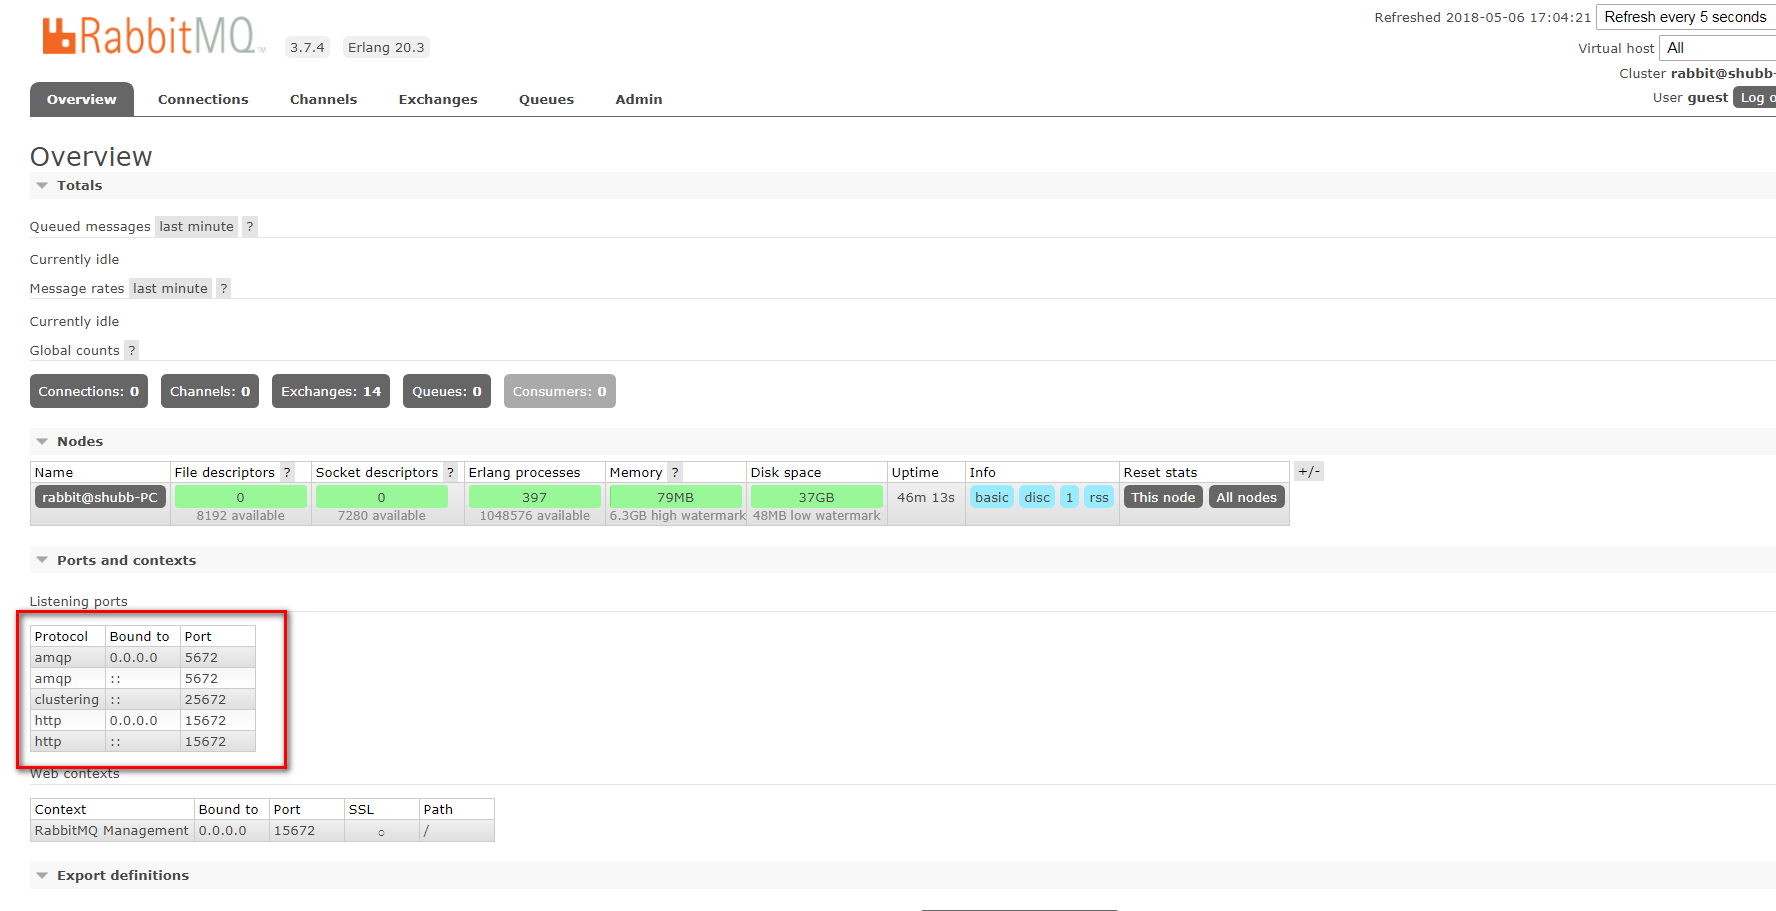 RabbitMQ TM 3.7.4 Erlang 20.3
Refreshed 2018-05-06 17:04:21 Refresh every 5 seconds
Virtual host All
Cluster rabbit@shubb-
User guest Log o
Overview Connections Channels Exchanges Queues Admin
Overview
Totals
Queued messages last minute ?
Currently idle
Message rates last minute ?
Currently idle
Global counts ?
Connections: 0 Channels: 0 Exchanges: 14 Queues: 0 Consumers: 0
Nodes
Name File descriptors ? Socket descriptors ? Erlang processes Memory ? Disk space Uptime Info Reset stats +/-
rabbit@shubb-PC 0 0 397 79MB 37GB 46m 13s basic disc 1 rss This node All nodes
8192 available 7280 available 1048576 available 6.3GB high watermark 48MB low watermark
Ports and contexts
Listening ports
Protocol Bound to Port
amqp 0.0.0.0 5672
amqp :: 5672
clustering :: 25672
http 0.0.0.0 15672
http :: 15672
Web contexts
Context Bound to Port SSL Path
RabbitMQ Management 0.0.0.0 15672 ○ /
Export definitions